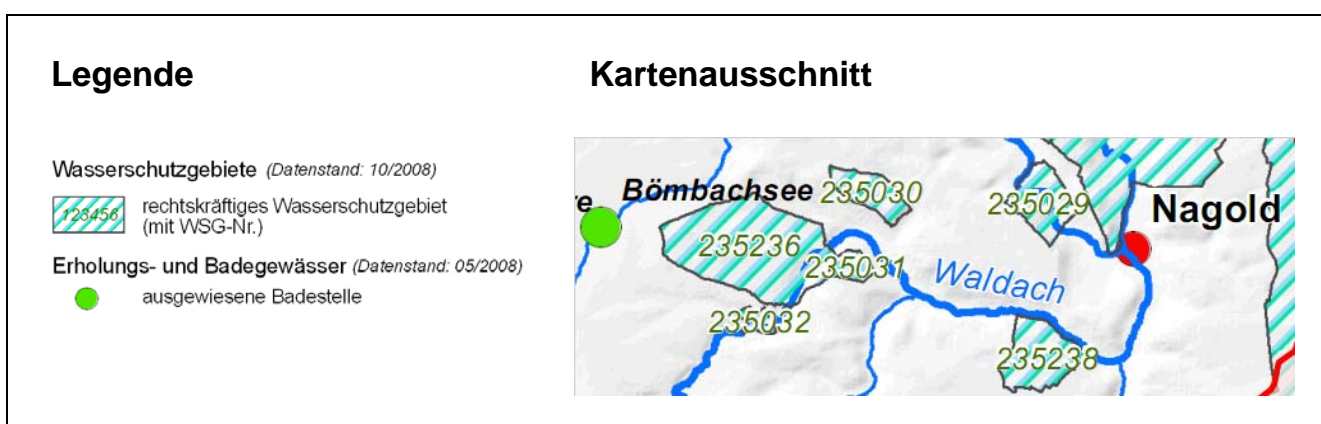 Legende
Kartenausschnitt
Wasserschutzgebiete (Datenstand: 10/2008)
123456
rechtskräftiges Wasserschutzgebiet
(mit WSG-Nr.)
Erholungs- und Badegewässer (Datenstand: 05/2008)
ausgewiesene Badestelle
Bömbachsee
235030
235029
Nagold
235236
235031
Waldach
235032
235238